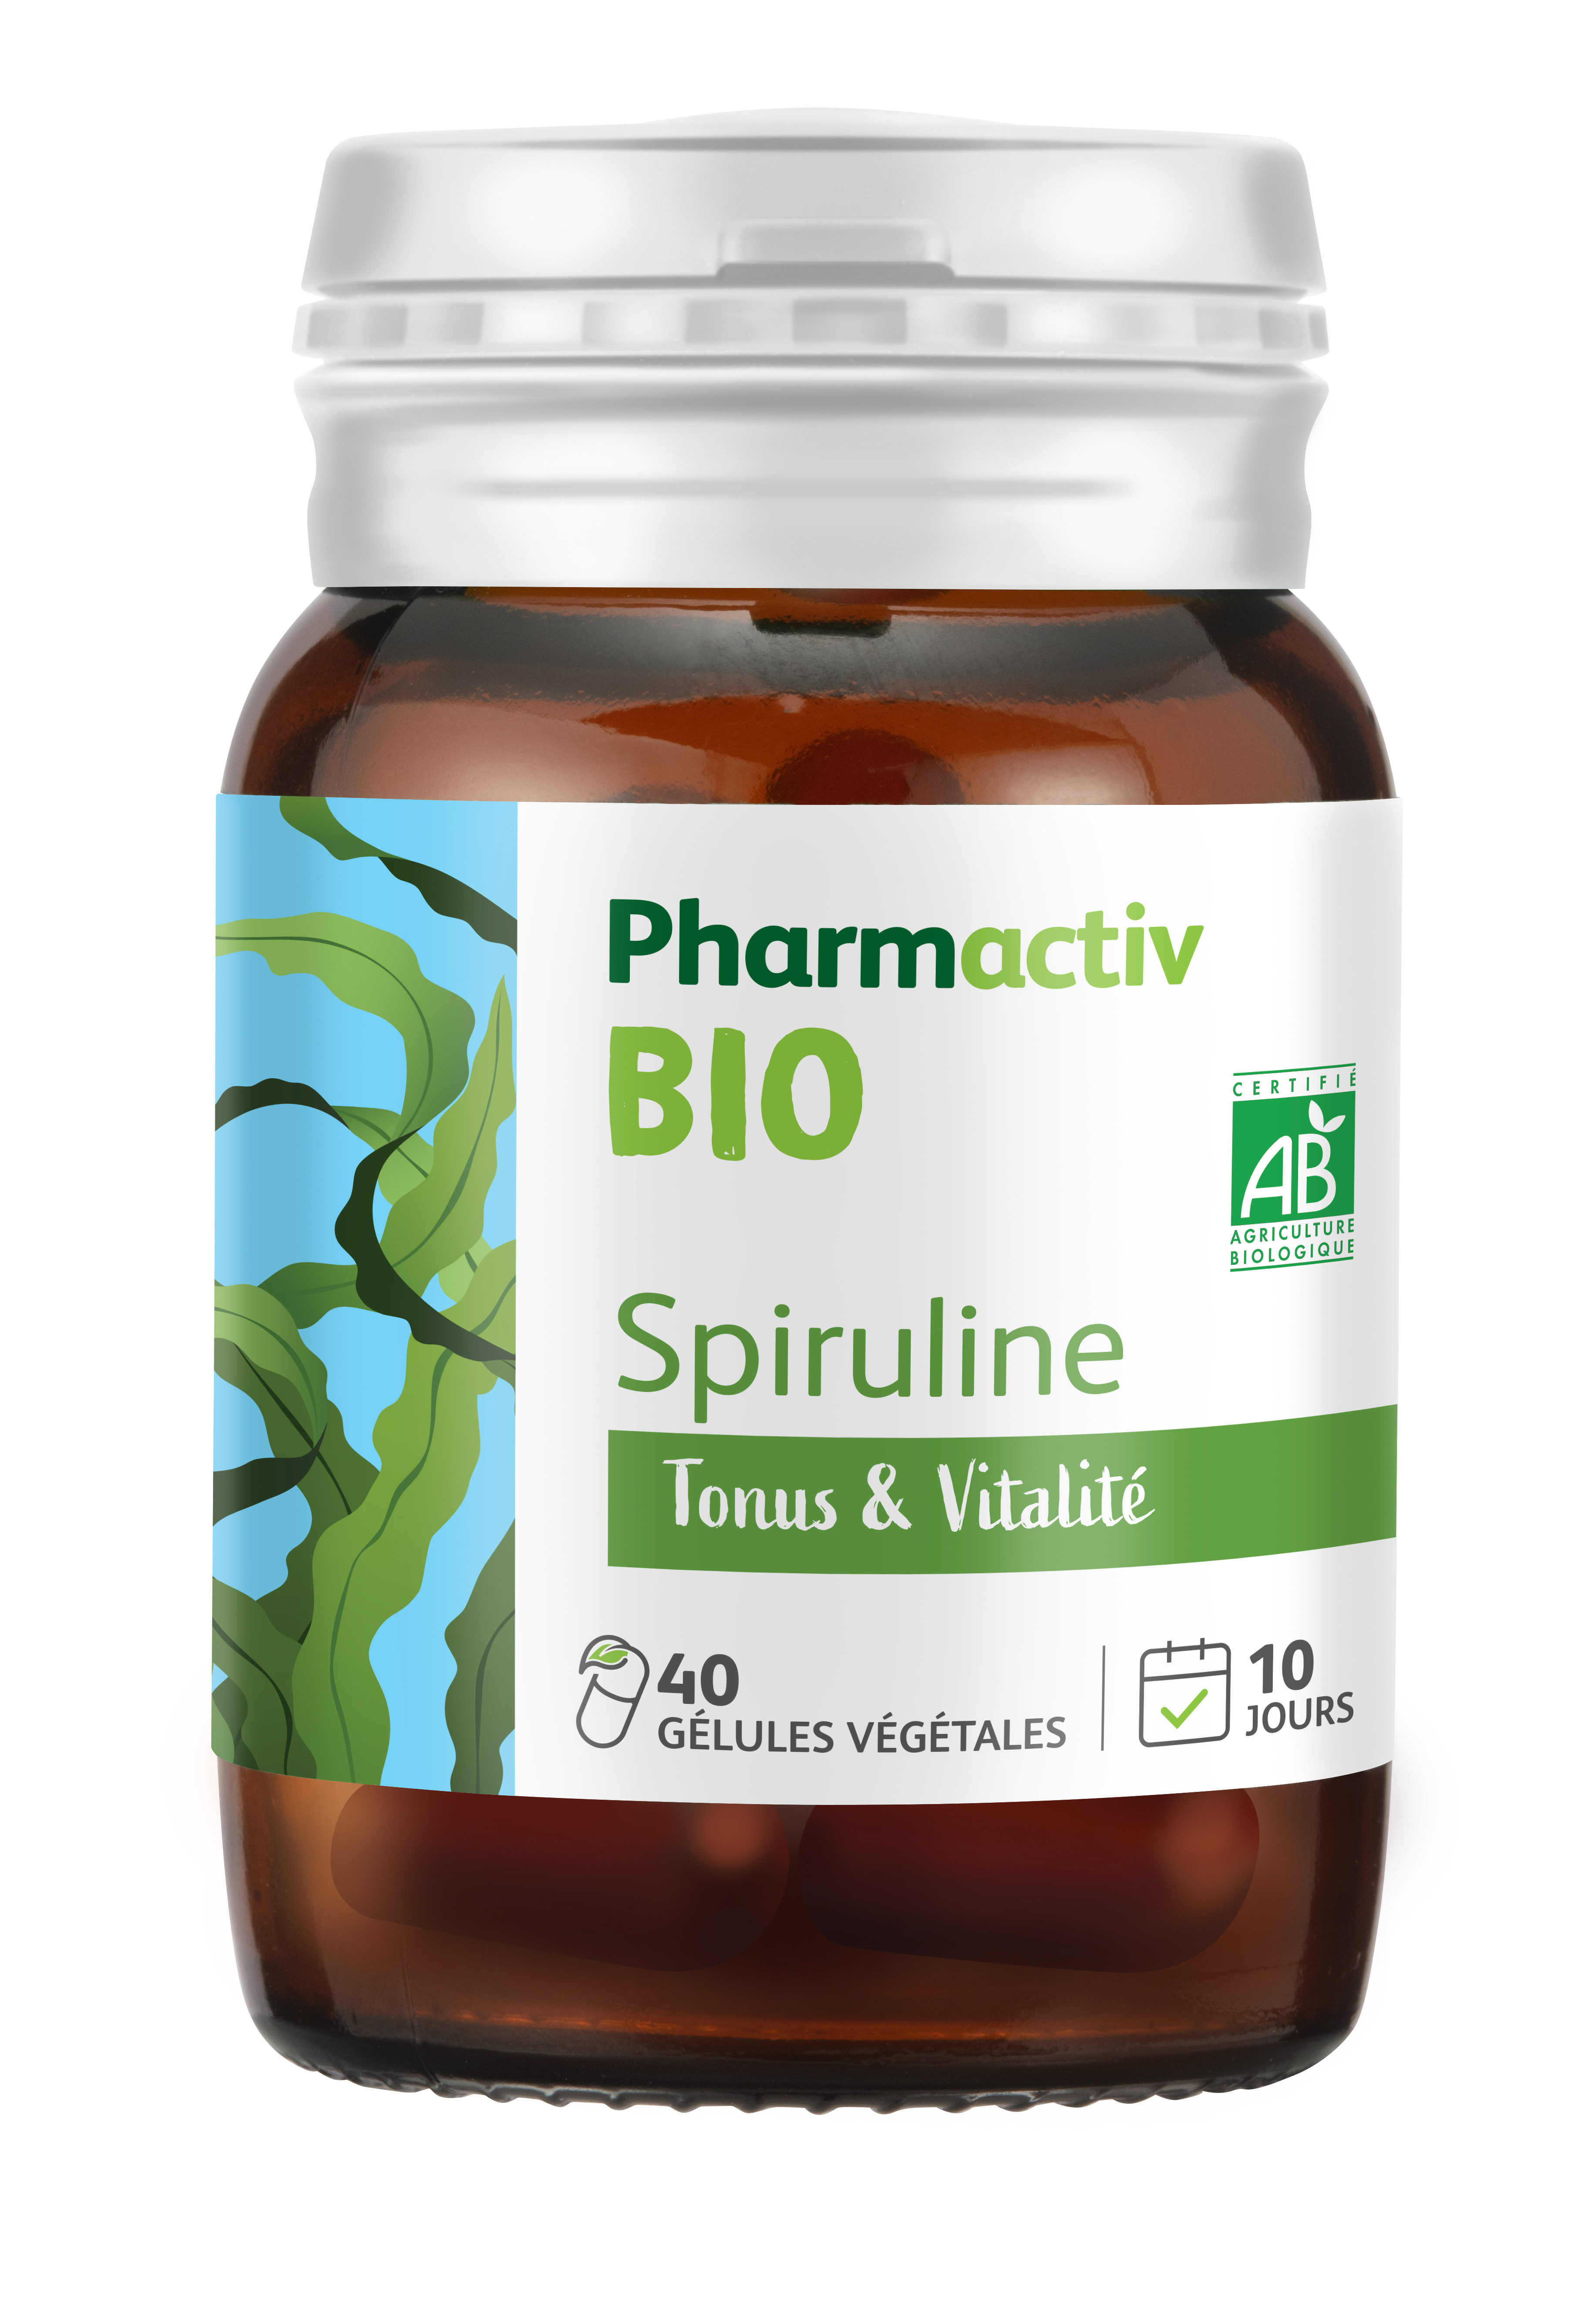 Pharmactiv
BIO
CERTIFIÉ
AB
AGRICULTURE
BIOLOGIQUE
Spiruline
Tonus & Vitalité
40
GÉLULES VÉGÉTALES
10
JOURS